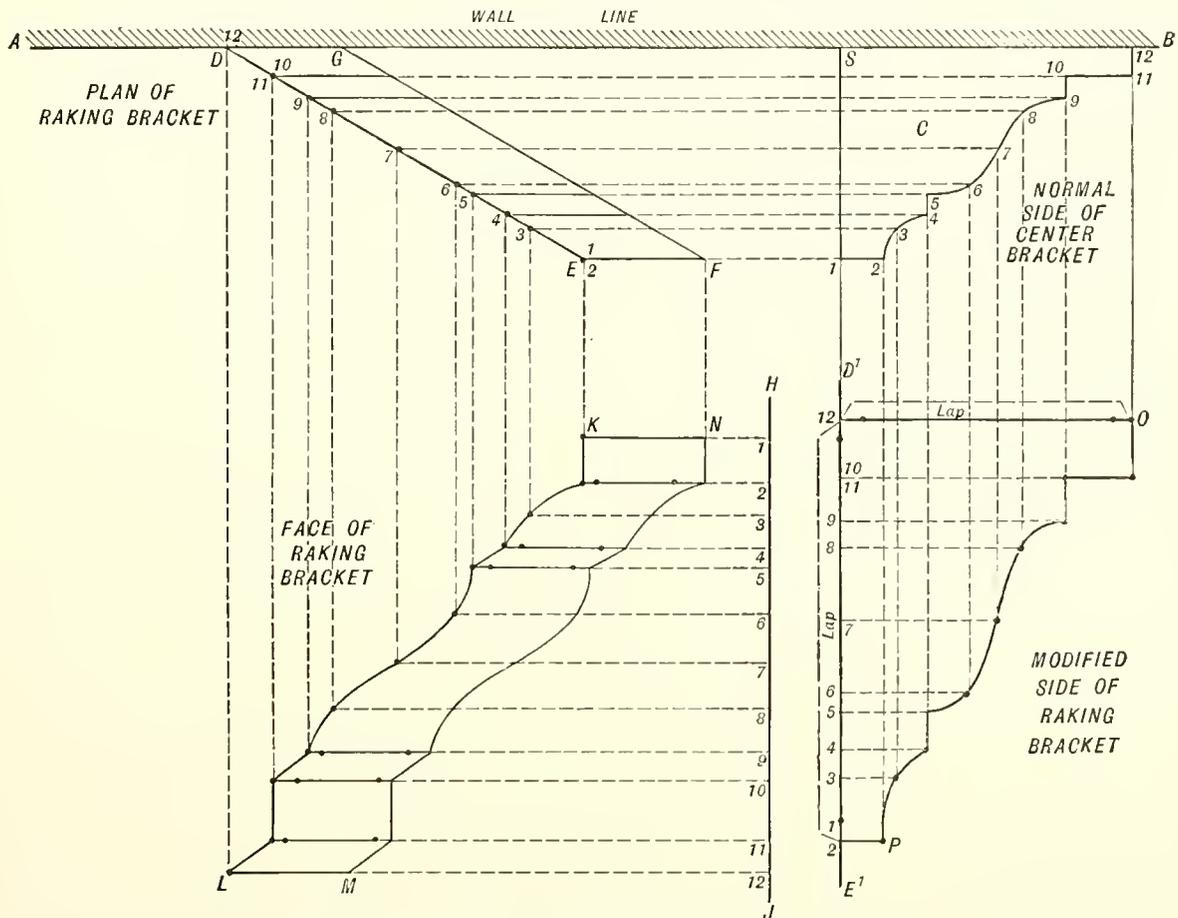 WALL LINE
A
B
D
12
G
S
12
11
10
10
11
9
8
7
6
5
4
3
1
E 2
F
PLAN OF
RAKING BRACKET
C
9
8
7
6
5
4
3
1
2
NORMAL
SIDE OF
CENTER
BRACKET
H
D¹
K
N
12
Lap
O
1
2
3
4
5
6
7
8
9
10
11
12
J
10
11
9
8
Lap
7
6
5
4
3
1
2
P
E¹
FACE OF
RAKING
BRACKET
MODIFIED
SIDE OF
RAKING
BRACKET
L
M